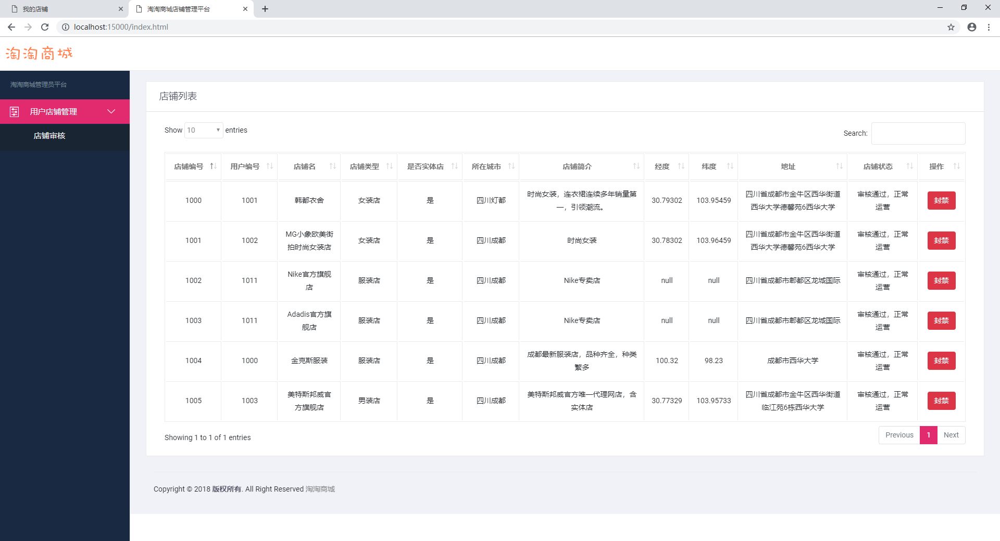 我的店铺
淘淘商城店铺管理平台
localhost:15000/index.html
淘淘商城
淘淘商城管理员平台
用户店铺管理
店铺审核
店铺列表
Show 10 entries
Search:
店铺编号 用户编号 店铺名 店铺类型 是否实体店 所在城市 店铺简介 经度 纬度 地址 店铺状态 操作
1000 1001 韩都衣舍 女装店 是 四川灯都 时尚女装，连衣裙连续多年销量第 30.79302 103.95459 四川省成都市金牛区西华街道 审核通过，正常 封禁
一，引领潮流。 西华大学德馨苑6西华大学 运营
1001 1002 MG小象欧美街 女装店 是 四川成都 时尚女装 30.78302 103.96459 四川省成都市金牛区西华街道 审核通过，正常 封禁
拍时尚女装店 西华大学德馨苑6西华大学 运营
1002 1011 Nike官方旗舰 服装店 是 四川成都 Nike专卖店 null null 四川省成都市郫都区龙城国际 审核通过，正常 封禁
店 运营
1003 1011 Adadis官方旗 服装店 是 四川成都 Nike专卖店 null null 四川省成都市郫都区龙城国际 审核通过，正常 封禁
舰店 运营
1004 1000 金克斯服装 服装店 是 四川成都 成都最新服装店，品种齐全，种类 100.32 98.23 成都市西华大学 审核通过，正常 封禁
繁多 运营
1005 1003 美特斯邦威官 男装店 是 四川成都 美特斯邦威官方唯一代理网店，含 30.77329 103.95733 四川省成都市金牛区西华街道 审核通过，正常 封禁
方旗舰店 实体店 临江苑6栋西华大学 运营
Showing 1 to 1 of 1 entries
Previous 1 Next
Copyright © 2018 版权所有. All Right Reserved 淘淘商城